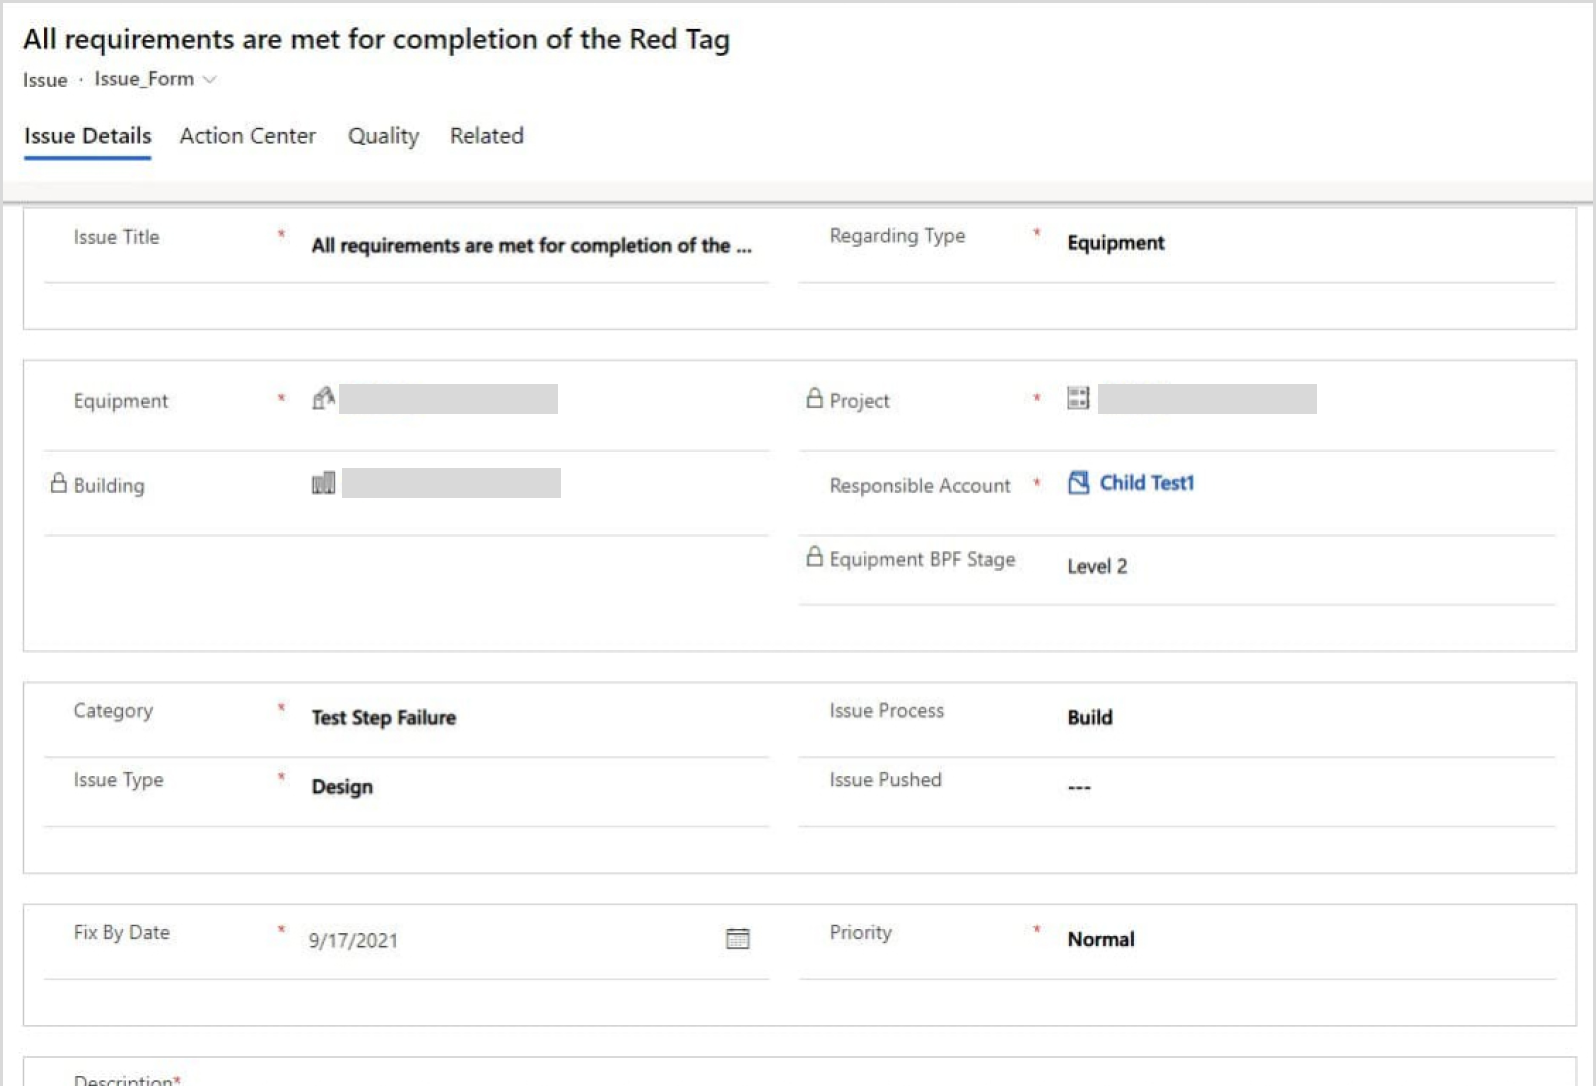 All requirements are met for completion of the Red Tag
Issue · Issue_Form
Issue Details Action Center Quality Related
Issue Title * All requirements are met for completion of the ...
Regarding Type * Equipment
Equipment *
Project *
Building
Responsible Account * Child Test1
Equipment BPF Stage Level 2
Category * Test Step Failure
Issue Process Build
Issue Type * Design
Issue Pushed ---
Fix By Date * 9/17/2021
Priority * Normal
Description*